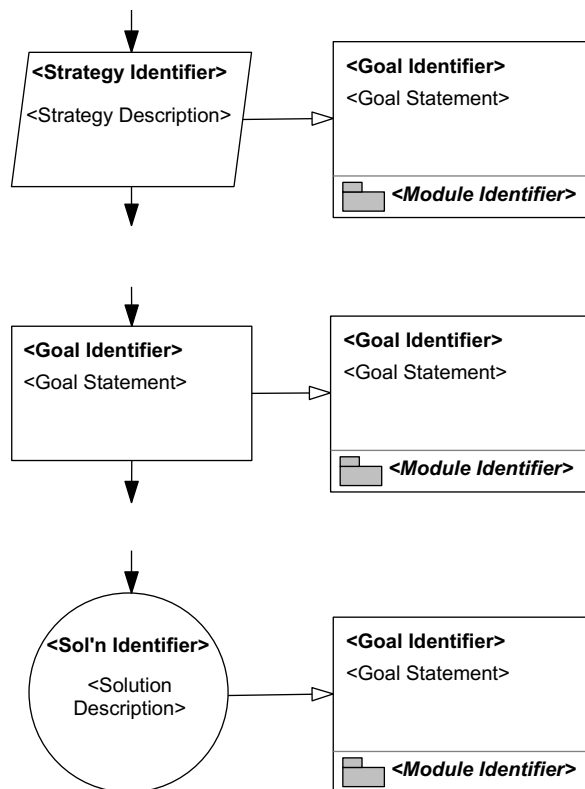 <Strategy Identifier>
<Strategy Description>
<Goal Identifier>
<Goal Statement>
<Module Identifier>
<Goal Identifier>
<Goal Statement>
<Goal Identifier>
<Goal Statement>
<Module Identifier>
<Sol'n Identifier>
<Solution
Description>
<Goal Identifier>
<Goal Statement>
<Module Identifier>